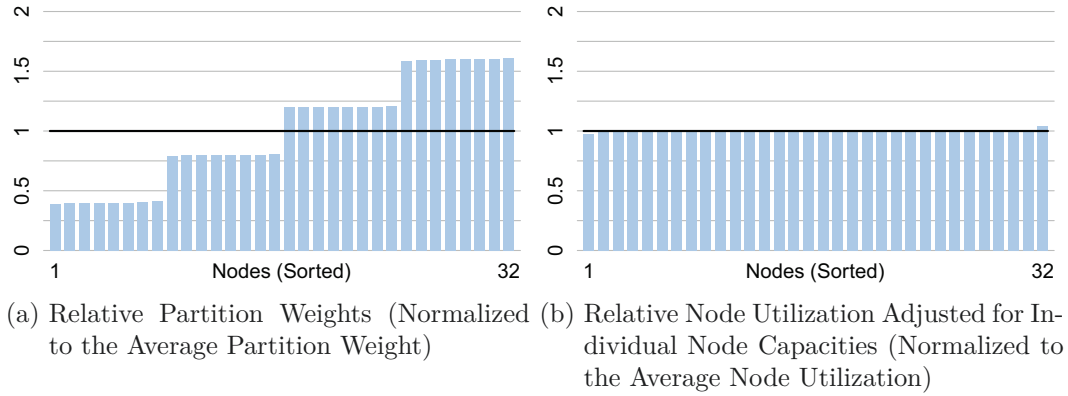 2
1.5
1
0.5
0
1 Nodes (Sorted) 32
2
1.5
1
0.5
0
1 Nodes (Sorted) 32
(a) Relative Partition Weights (Normalized
to the Average Partition Weight)
(b) Relative Node Utilization Adjusted for In-
dividual Node Capacities (Normalized to
the Average Node Utilization)